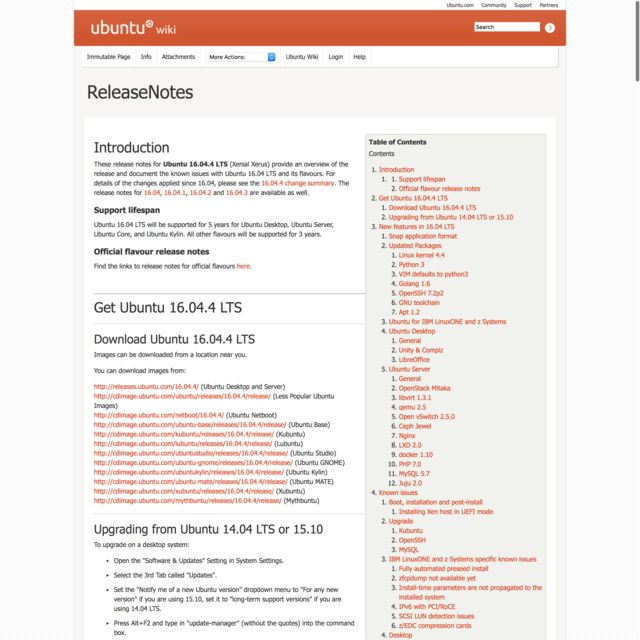 Ubuntu.com Community Support Partners
ubuntu wiki
Search
Immutable Page Info Attachments More Actions: Ubuntu Wiki Login Help
ReleaseNotes
Introduction
These release notes for Ubuntu 16.04.4 LTS (Xenial Xerus) provide an overview of the
release and document the known issues with Ubuntu 16.04 LTS and its flavours. For
details of the changes applied since 16.04, please see the 16.04.4 change summary. The
release notes for 16.04, 16.04.1, 16.04.2 and 16.04.3 are available as well.
Support lifespan
Ubuntu 16.04 LTS will be supported for 5 years for Ubuntu Desktop, Ubuntu Server,
Ubuntu Core, and Ubuntu Kylin. All other flavours will be supported for 3 years.
Official flavour release notes
Find the links to release notes for official flavours here.
Get Ubuntu 16.04.4 LTS
Download Ubuntu 16.04.4 LTS
Images can be downloaded from a location near you.
You can download images from:
http://releases.ubuntu.com/16.04.4/ (Ubuntu Desktop and Server)
http://cdimage.ubuntu.com/ubuntu/releases/16.04.4/release/ (Less Popular Ubuntu
Images)
http://cdimage.ubuntu.com/netboot/16.04.4/ (Ubuntu Netboot)
http://cdimage.ubuntu.com/ubuntu-base/releases/16.04.4/release/ (Ubuntu Base)
http://cdimage.ubuntu.com/kubuntu/releases/16.04.4/release/ (Kubuntu)
http://cdimage.ubuntu.com/lubuntu/releases/16.04.4/release/ (Lubuntu)
http://cdimage.ubuntu.com/ubuntustudio/releases/16.04.4/release/ (Ubuntu Studio)
http://cdimage.ubuntu.com/ubuntu-gnome/releases/16.04.4/release/ (Ubuntu GNOME)
http://cdimage.ubuntu.com/ubuntukylin/releases/16.04.4/release/ (Ubuntu Kylin)
http://cdimage.ubuntu.com/ubuntu-mate/releases/16.04.4/release/ (Ubuntu MATE)
http://cdimage.ubuntu.com/xubuntu/releases/16.04.4/release/ (Xubuntu)
http://cdimage.ubuntu.com/mythbuntu/releases/16.04.4/release/ (Mythbuntu)
Upgrading from Ubuntu 14.04 LTS or 15.10
To upgrade on a desktop system:
• Open the "Software & Updates" Setting in System Settings.
• Select the 3rd Tab called "Updates".
• Set the "Notify me of a new Ubuntu version" dropdown menu to "For any new
version" if you are using 15.10, set it to "long-term support versions" if you are
using 14.04 LTS.
• Press Alt+F2 and type in "update-manager" (without the quotes) into the command
box.
Table of Contents
Contents
1. Introduction
1. 1. Support lifespan
2. Official flavour release notes
2. Get Ubuntu 16.04.4 LTS
1. Download Ubuntu 16.04.4 LTS
2. Upgrading from Ubuntu 14.04 LTS or 15.10
3. New features in 16.04 LTS
1. Snap application format
2. Updated Packages
1. Linux kernel 4.4
2. Python 3
3. VIM defaults to python3
4. Golang 1.6
5. OpenSSH 7.2p2
6. GNU toolchain
7. Apt 1.2
3. Ubuntu for IBM LinuxONE and z Systems
4. Ubuntu Desktop
1. General
2. Unity & Compiz
3. LibreOffice
5. Ubuntu Server
1. General
2. OpenStack Mitaka
3. libvirt 1.3.1
4. qemu 2.5
5. Open vSwitch 2.5.0
6. Ceph Jewel
7. Nginx
8. LXD 2.0
9. docker 1.10
10. PHP 7.0
11. MySQL 5.7
12. Juju 2.0
4. Known issues
1. Boot, installation and post-install
1. Installing Xen host in UEFI mode
2. Upgrade
1. Kubuntu
2. OpenSSH
3. MySQL
3. IBM LinuxONE and z Systems specific known issues
1. Fully automated preseed install
2. zfcpdump not available yet
3. Install-time parameters are not propagated to the
installed system
4. IPv6 with PCI/RoCE
5. SCSI LUN detection issues
6. z/EDC compression cards
4. Desktop